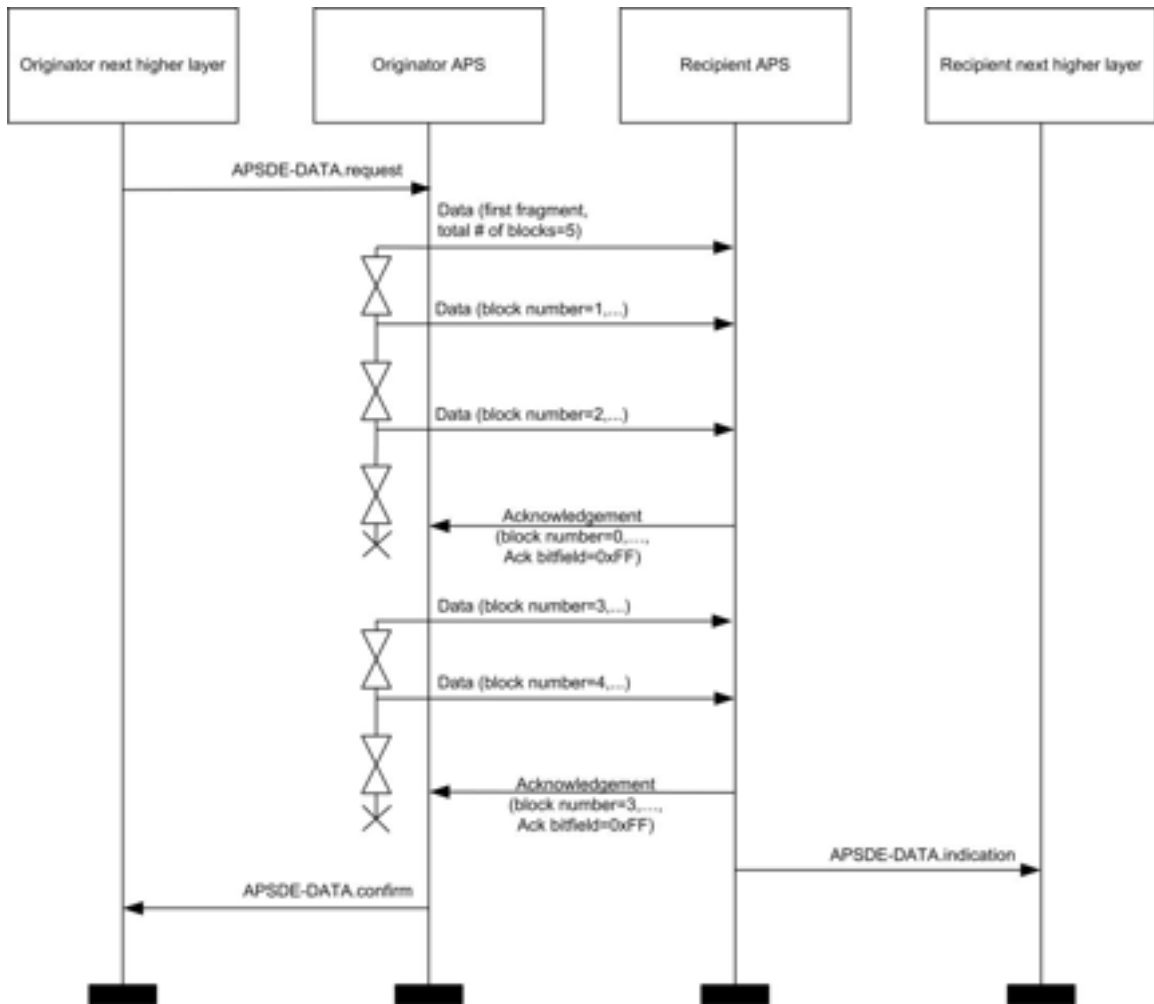 Originator next higher layer
Originator APS
Recipient APS
Recipient next higher layer
APSDE-DATA.request
Data (first fragment,
total # of blocks=5)
Data (block number=1,...)
Data (block number=2,...)
Acknowledgement
(block number=0,...,
Ack bitfield=0xFF)
Data (block number=3,...)
Data (block number=4,...)
Acknowledgement
(block number=3,...,
Ack bitfield=0xFF)
APSDE-DATA.indication
APSDE-DATA.confirm